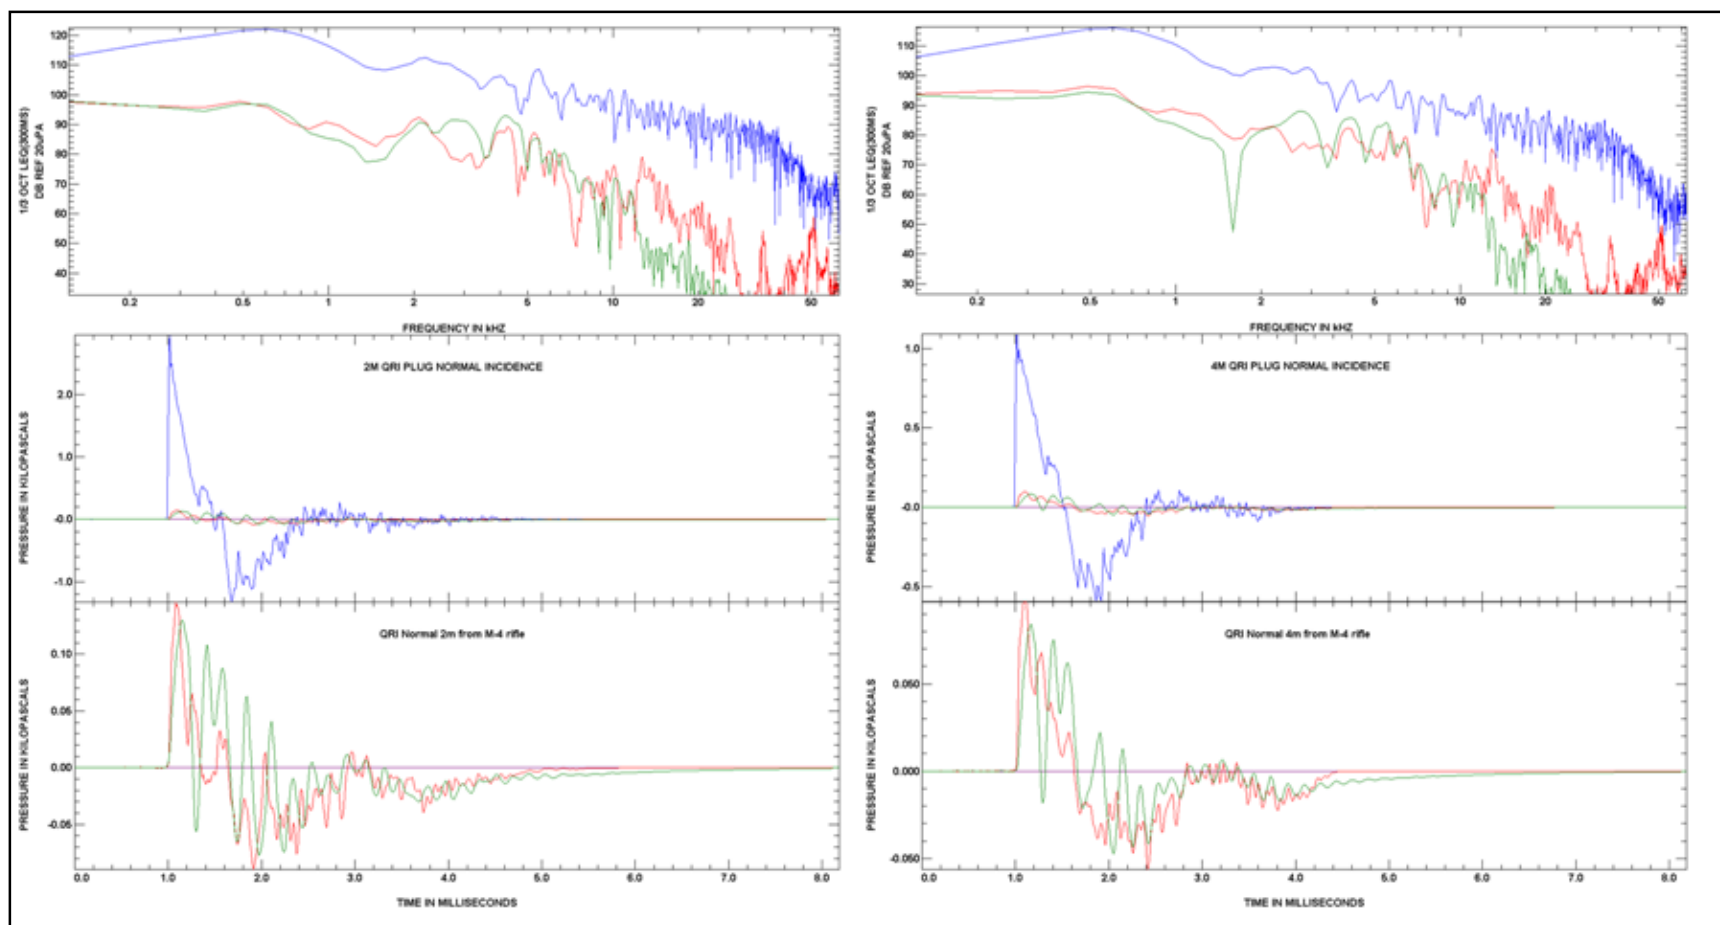 120
110
100
90
80
70
60
50
40
1/3 OCT LEQ(300MS)
DB REF 20uPA
0.2 0.5 1 2 5 10 20 50
FREQUENCY IN kHZ
110
100
90
80
70
60
50
40
30
1/3 OCT LEQ(300MS)
DB REF 20uPA
0.2 0.5 1 2 5 10 20 50
FREQUENCY IN kHZ
2M QRI PLUG NORMAL INCIDENCE
2.0
1.0
-0.0
-1.0
PRESSURE IN KILOPASCALS
4M QRI PLUG NORMAL INCIDENCE
1.0
0.5
-0.0
-0.5
PRESSURE IN KILOPASCALS
QRI Normal 2m from M-4 rifle
0.10
0.05
0.00
-0.05
PRESSURE IN KILOPASCALS
0.0 1.0 2.0 3.0 4.0 5.0 6.0 7.0 8.0
TIME IN MILLISECONDS
QRI Normal 4m from M-4 rifle
0.050
0.000
-0.050
PRESSURE IN KILOPASCALS
0.0 1.0 2.0 3.0 4.0 5.0 6.0 7.0 8.0
TIME IN MILLISECONDS